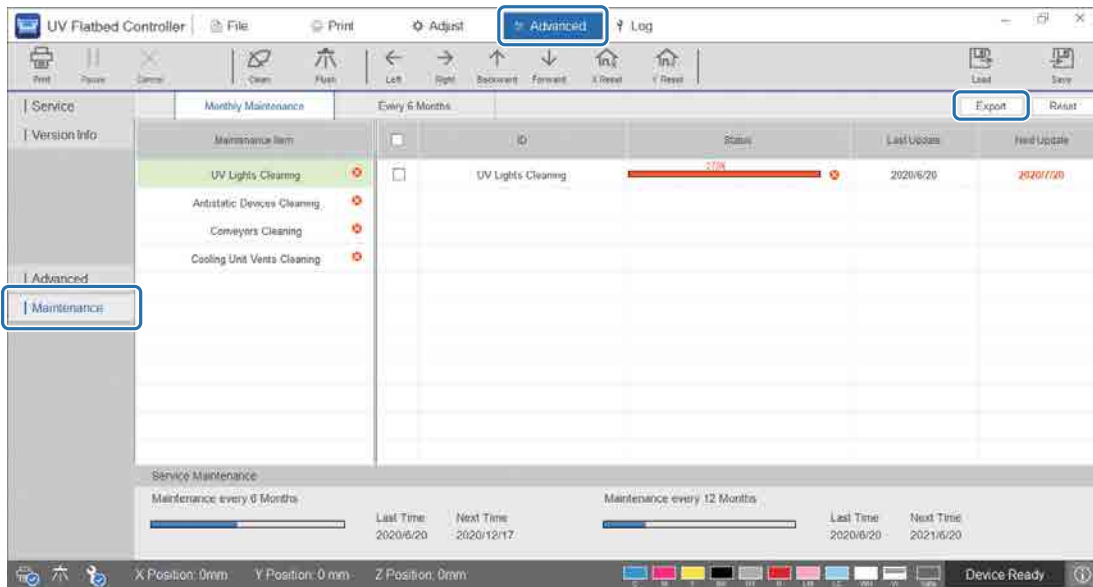 UV Flatbed Controller File Print Adjust Advanced Log
Print Pause Cancel Clean Flush Left Right Backward Forward X Reset Y Reset Load Save
Service Monthly Maintenance Every 6 Months Export Reset
Version Info Maintenance Item ID Status Last Update Next Update
UV Lights Cleaning UV Lights Cleaning 2020/6/20 2020/7/20
Antistatic Devices Cleaning
Conveyors Cleaning
Cooling Unit Vents Cleaning
Advanced
Maintenance
Service Maintenance
Maintenance every 6 Months Maintenance every 12 Months
Last Time Next Time Last Time Next Time
2020/6/20 2020/12/17 2020/6/20 2021/6/20
X Position: 0mm Y Position: 0 mm Z Position: 0mm Device Ready